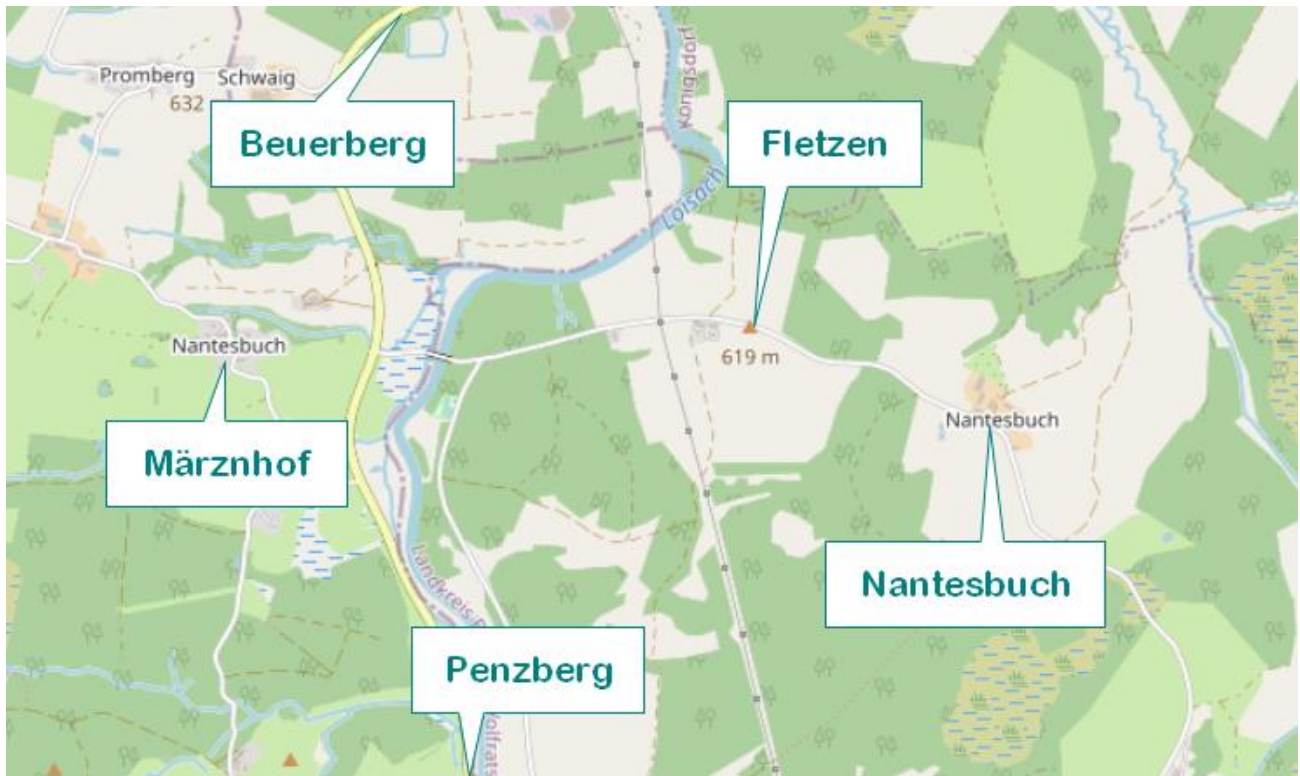 Promberg
Schwaig
632
Beuerberg
Königsdorf
Fletzen
Loisach
Nantesbuch
619 m
Märznhof
Nantesbuch
Nantesbuch
Landkreis
Penzberg